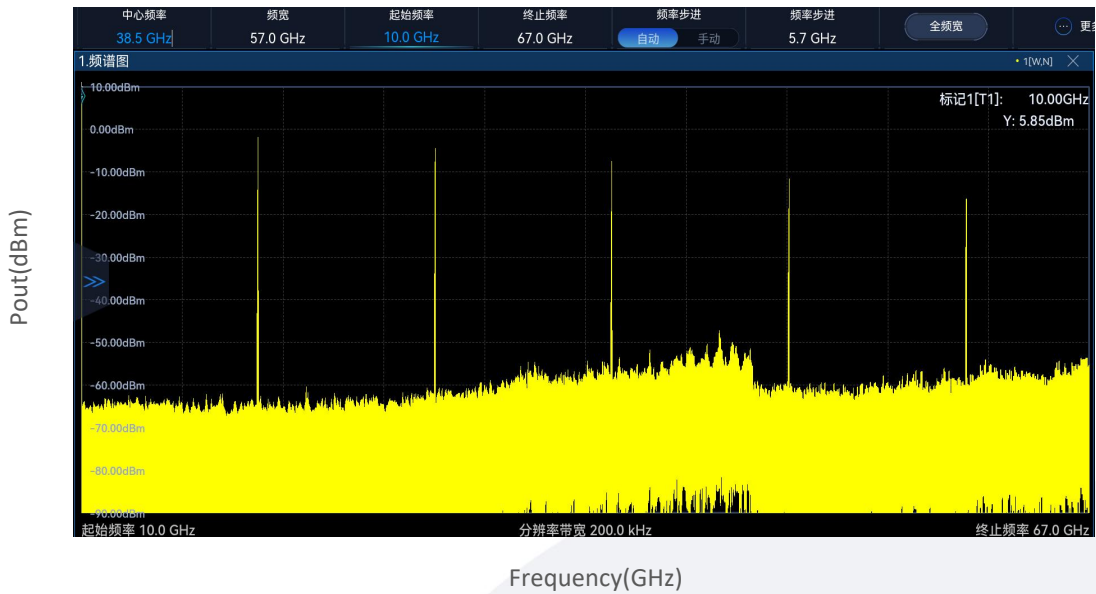 中心频率 频宽 起始频率 终止频率 频率步进 频率步进
38.5 GHz 57.0 GHz 10.0 GHz 67.0 GHz 自动 手动 5.7 GHz 全频宽 更
1.频谱图 1[W.N]
10.00dBm
标记1[T1]: 10.00GHz
Y: 5.85dBm
0.00dBm
-10.00dBm
-20.00dBm
-30.00dBm
-40.00dBm
-50.00dBm
-60.00dBm
-70.00dBm
-80.00dBm
-90.00dBm
起始频率 10.0 GHz 分辨率带宽 200.0 kHz 终止频率 67.0 GHz
Pout(dBm)
Frequency(GHz)